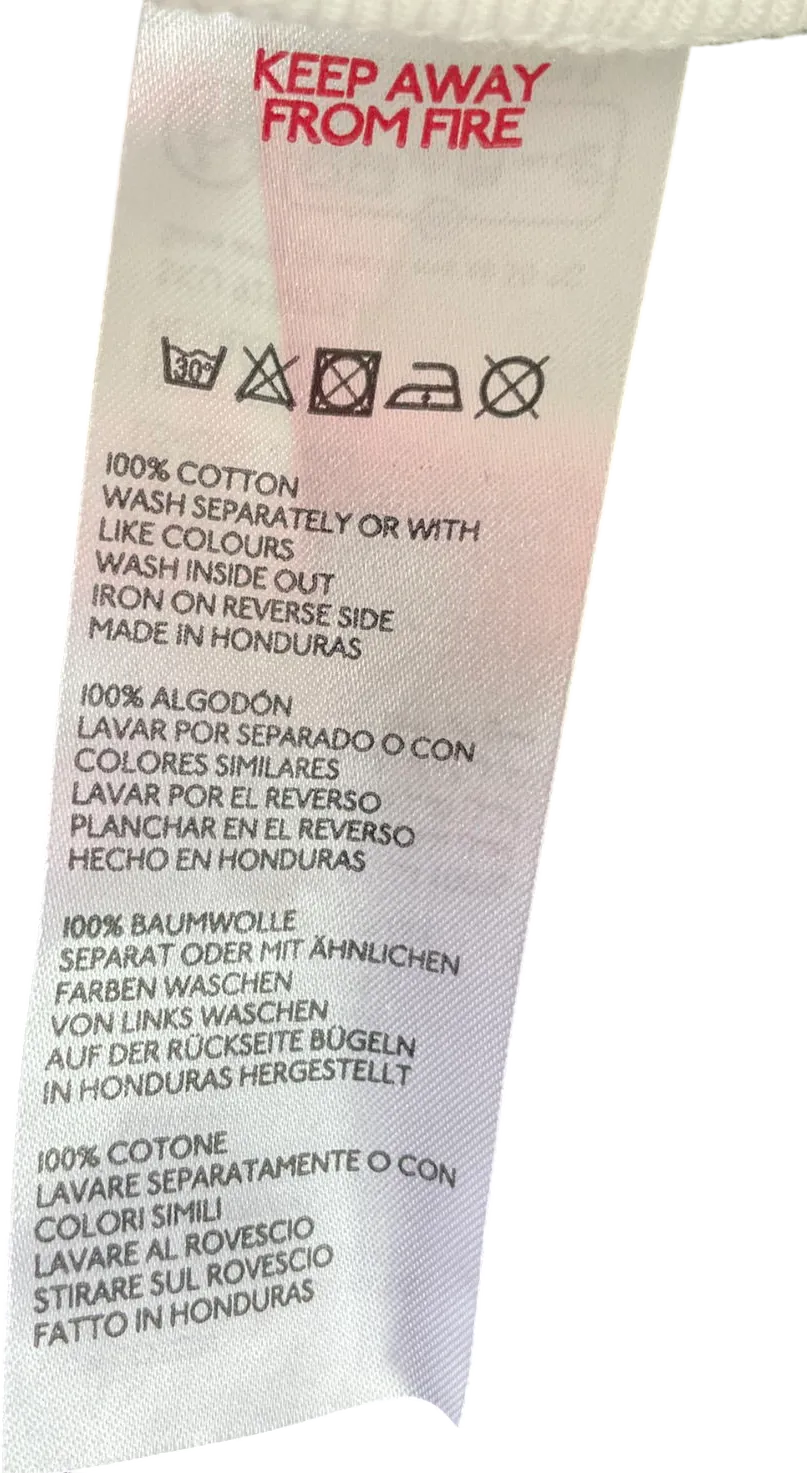 KEEP AWAY
FROM FIRE
30°
100% COTTON
WASH SEPARATELY OR WITH
LIKE COLOURS
WASH INSIDE OUT
IRON ON REVERSE SIDE
MADE IN HONDURAS
100% ALGODÓN
LAVAR POR SEPARADO O CON
COLORES SIMILARES
LAVAR POR EL REVERSO
PLANCHAR EN EL REVERSO
HECHO EN HONDURAS
100% BAUMWOLLE
SEPARAT ODER MIT ÄHNLICHEN
FARBEN WASCHEN
VON LINKS WASCHEN
AUF DER RÜCKSEITE BÜGELN
IN HONDURAS HERGESTELLT
100% COTONE
LAVARE SEPARATAMENTE O CON
COLORI SIMILI
LAVARE AL ROVESCIO
STIRARE SUL ROVESCIO
FATTO IN HONDURAS